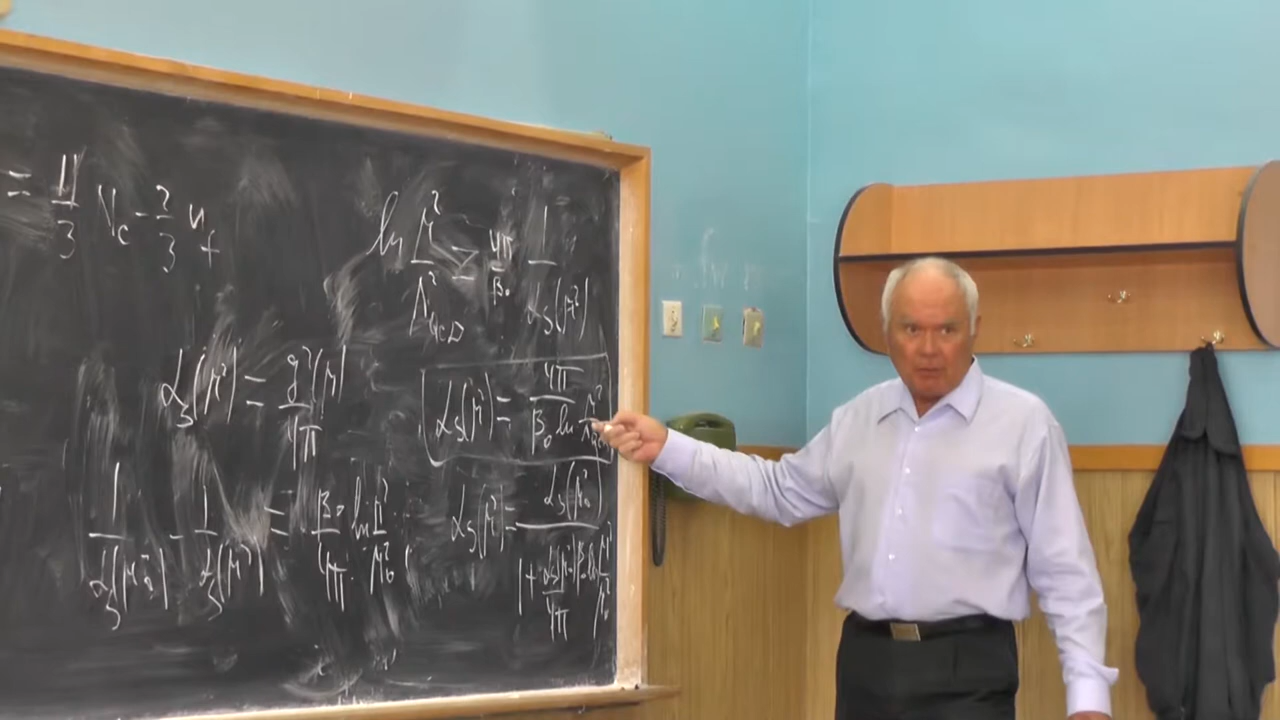 = 11/3 N_c - 2/3 n_f
ln μ²/Λ²_QCD = 4π/β₀ 1/α_s(μ²)
α_s(μ²) = g²(μ)/4π
α_s(μ²) = 4π/(β₀ ln μ²/Λ²_QCD)
1/α_s(μ₀²) - 1/α_s(μ²) = β₀/4π ln μ²/μ₀²
α_s(μ²) = α_s(μ₀²)/(1 + α_s(μ₀²)/4π β₀ ln μ²/μ₀²)